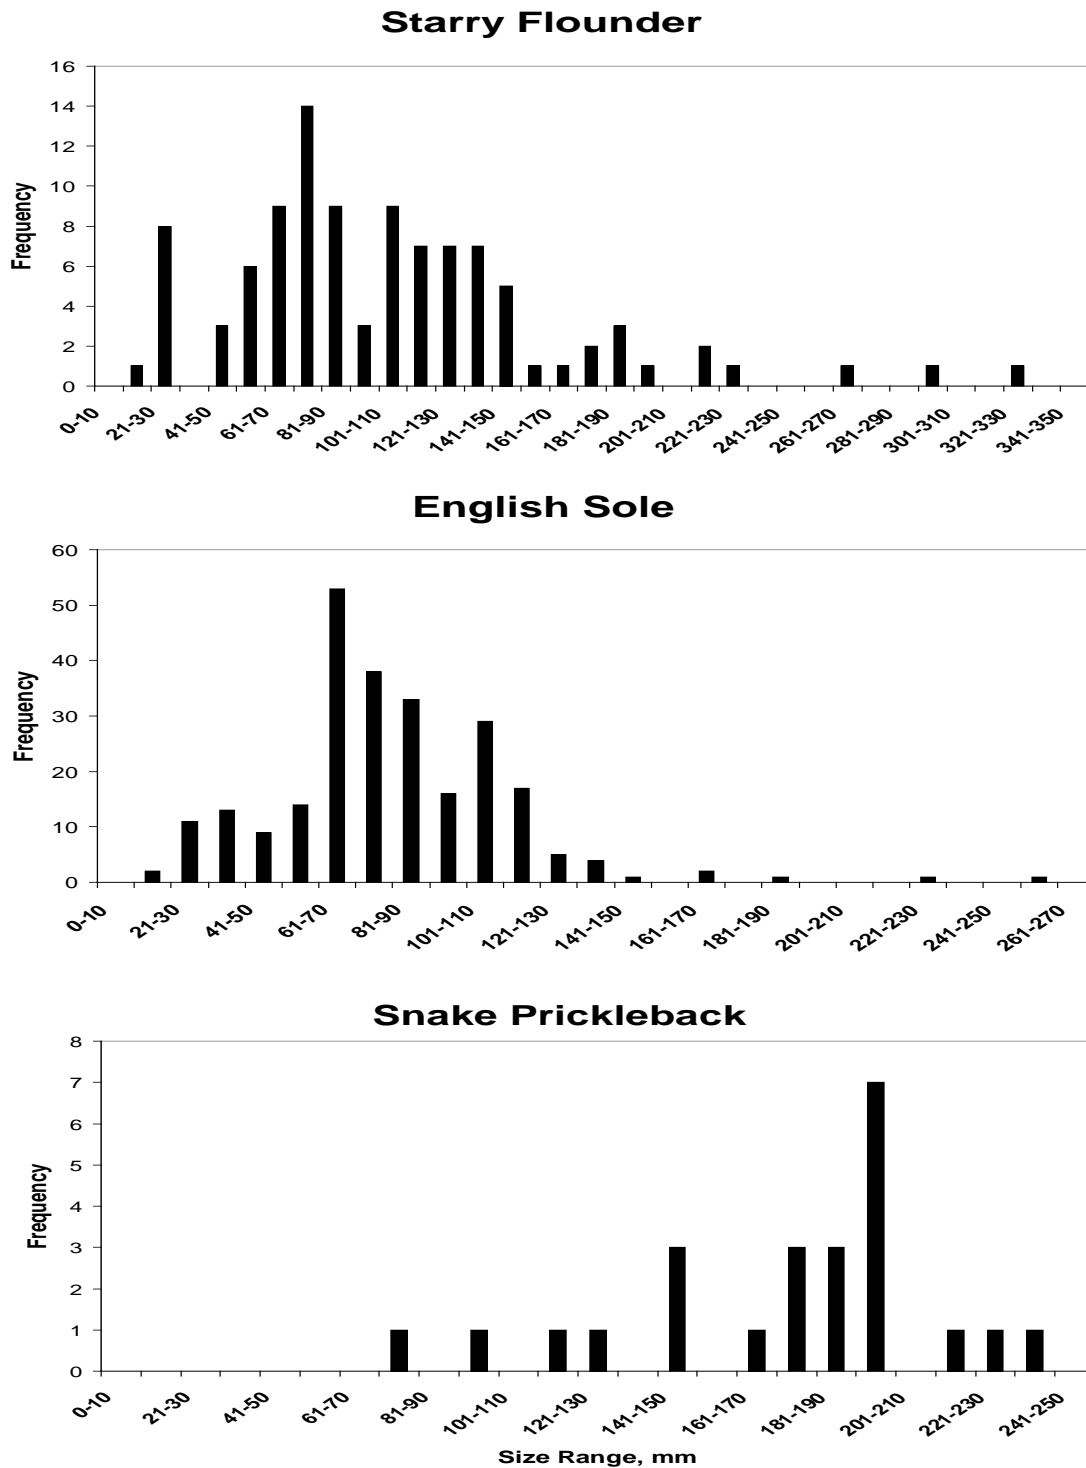 Starry Flounder
16
14
12
10
8
6
4
2
0
Frequency
0-10 21-30 41-50 61-70 81-90 101-110 121-130 141-150 161-170 181-190 201-210 221-230 241-250 261-270 281-290 301-310 321-330 341-350
English Sole
60
50
40
30
20
10
0
Frequency
0-10 21-30 41-50 61-70 81-90 101-110 121-130 141-150 161-170 181-190 201-210 221-230 241-250 261-270
Snake Prickleback
8
7
6
5
4
3
2
1
0
Frequency
0-10 21-30 41-50 61-70 81-90 101-110 121-130 141-150 161-170 181-190 201-210 221-230 241-250
Size Range, mm